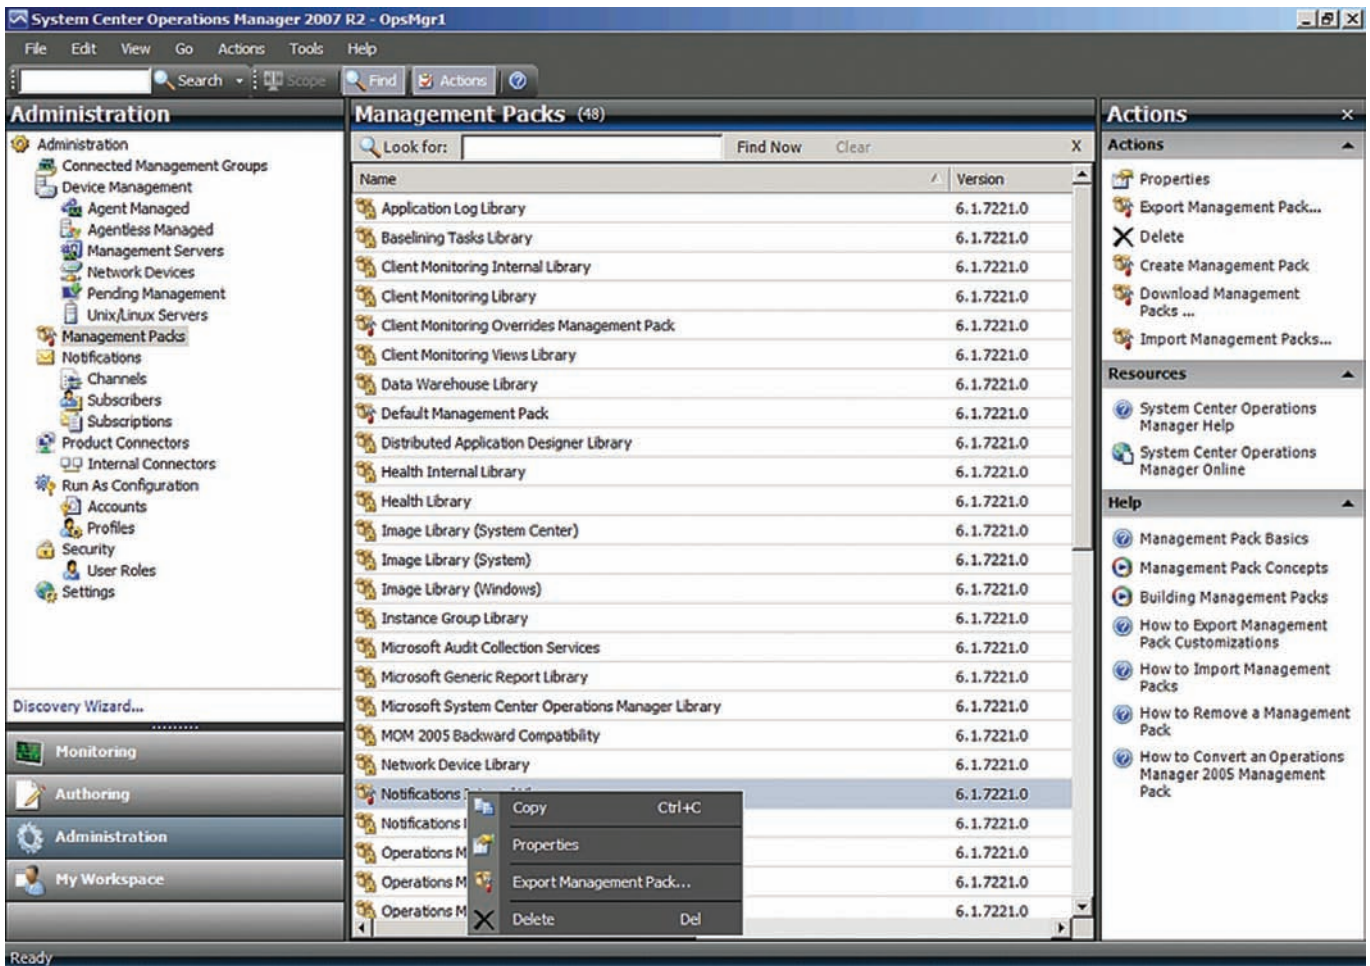 System Center Operations Manager 2007 R2 - OpsMgr1
File Edit View Go Actions Tools Help
Search Scope Find Actions
Administration
Administration
Connected Management Groups
Device Management
Agent Managed
Agentless Managed
Management Servers
Network Devices
Pending Management
Unix/Linux Servers
Management Packs
Notifications
Channels
Subscribers
Subscriptions
Product Connectors
Internal Connectors
Run As Configuration
Accounts
Profiles
Security
User Roles
Settings
Discovery Wizard...
Monitoring
Authoring
Administration
My Workspace
Management Packs (48)
Look for: Find Now Clear X
Name Version
Application Log Library 6.1.7221.0
Baselining Tasks Library 6.1.7221.0
Client Monitoring Internal Library 6.1.7221.0
Client Monitoring Library 6.1.7221.0
Client Monitoring Overrides Management Pack 6.1.7221.0
Client Monitoring Views Library 6.1.7221.0
Data Warehouse Library 6.1.7221.0
Default Management Pack 6.1.7221.0
Distributed Application Designer Library 6.1.7221.0
Health Internal Library 6.1.7221.0
Health Library 6.1.7221.0
Image Library (System Center) 6.1.7221.0
Image Library (System) 6.1.7221.0
Image Library (Windows) 6.1.7221.0
Instance Group Library 6.1.7221.0
Microsoft Audit Collection Services 6.1.7221.0
Microsoft Generic Report Library 6.1.7221.0
Microsoft System Center Operations Manager Library 6.1.7221.0
MOM 2005 Backward Compatibility 6.1.7221.0
Network Device Library 6.1.7221.0
Notifications 6.1.7221.0
Notifications 6.1.7221.0
Operations M 6.1.7221.0
Operations M 6.1.7221.0
Operations M 6.1.7221.0
Copy Ctrl+C
Properties
Export Management Pack...
Delete Del
Actions
Actions
Properties
Export Management Pack...
Delete
Create Management Pack
Download Management
Packs ...
Import Management Packs...
Resources
System Center Operations
Manager Help
System Center Operations
Manager Online
Help
Management Pack Basics
Management Pack Concepts
Building Management Packs
How to Export Management
Pack Customizations
How to Import Management
Packs
How to Remove a Management
Pack
How to Convert an Operations
Manager 2005 Management
Pack
Ready